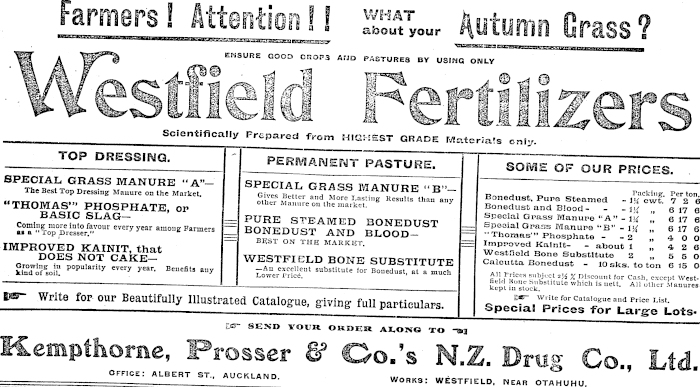 Farmers! Attention!! WHAT about your Autumn Grass?
ENSURE GOOD CROPS AND PASTURES BY USING ONLY
Westfield Fertilizers
Scientifically Prepared from HIGHEST GRADE Materials only.
TOP DRESSING.
SPECIAL GRASS MANURE "A"—
The Best Top Dressing Manure on the Market.
"THOMAS" PHOSPHATE, or
BASIC SLAG—
Coming more into favour every year among Farmers
as a "Top Dresser."
IMPROVED KAINIT, that
DOES NOT CAKE—
Growing in popularity every year. Benefits any
kind of soil.
PERMANENT PASTURE.
SPECIAL GRASS MANURE "B"—
Gives Better and More Lasting Results than any
other Manure on the market.
PURE STEAMED BONEDUST
BONEDUST AND BLOOD—
BEST ON THE MARKET.
WESTFIELD BONE SUBSTITUTE
—An excellent substitute for Bonedust, at a much
Lower Price.
SOME OF OUR PRICES.
Packing. Per ton.
Bonedust, Pure Steamed - 1½ cwt. 7 2 6
Bonedust and Blood - - 1½ „ 6 17 6
Special Grass Manure "A" - 1½ „ 6 17 6
Special Grass Manure "B" - 1½ „ 6 17 6
"Thomas" Phosphate - - 2 „ 4 0 0
Improved Kainit- - about 1 „ 4 2 6
Westfield Bone Substitute 2 „ 5 5 0
Calcutta Bonedust - 10 sks. to ton 6 15 0
All Prices subject 2½ % Discount for Cash, except West-
field Bone Substitute which is nett. All other Manures
kept in stock.
☞ Write for Catalogue and Price List.
Special Prices for Large Lots.
☞ Write for our Beautifully Illustrated Catalogue, giving full particulars.
☞ SEND YOUR ORDER ALONG TO ☜
Kempthorne, Prosser & Co.'s N.Z. Drug Co., Ltd.
OFFICE: ALBERT ST., AUCKLAND. WORKS: WESTFIELD, NEAR OTAHUHU.